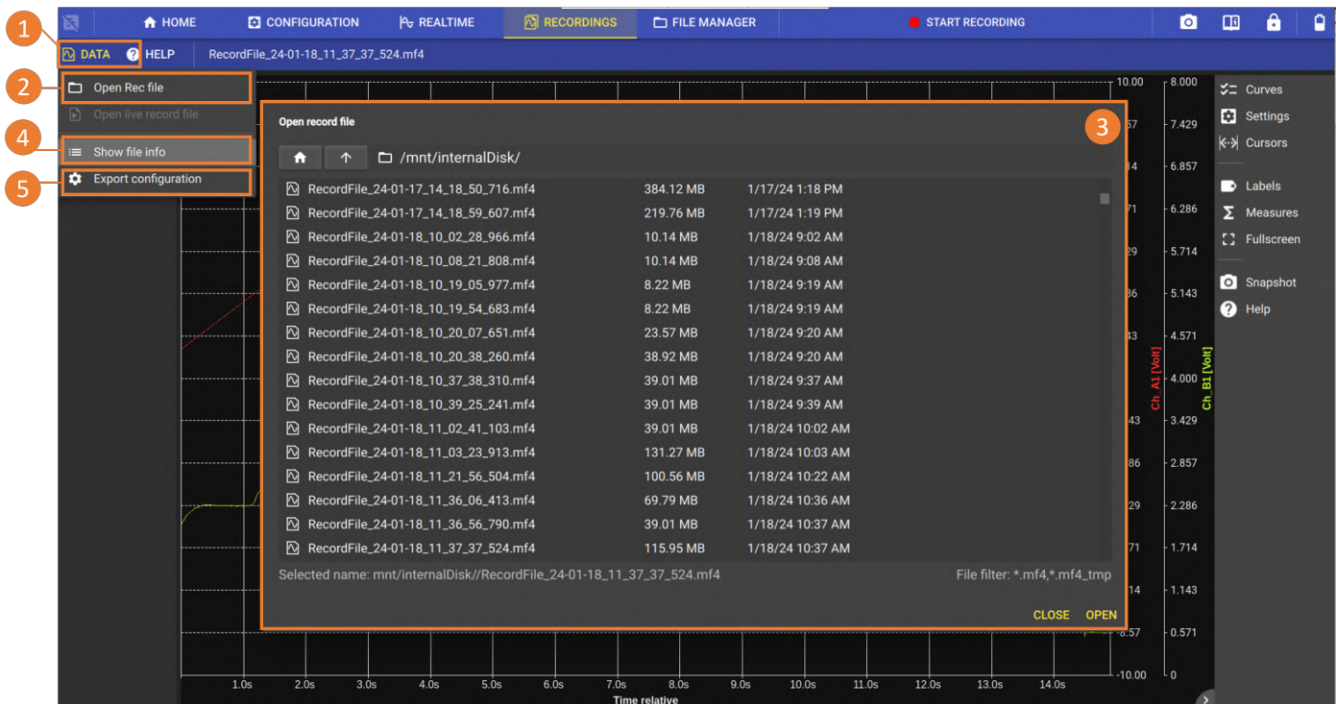 HOME CONFIGURATION REALTIME RECORDINGS FILE MANAGER START RECORDING
1
DATA HELP RecordFile_24-01-18_11_37_37_524.mf4
2
Open Rec file
Open live record file
4
Show file info
5
Export configuration
Open record file
3
/mnt/internalDisk/
RecordFile_24-01-17_14_18_50_716.mf4 384.12 MB 1/17/24 1:18 PM
RecordFile_24-01-17_14_18_59_607.mf4 219.76 MB 1/17/24 1:19 PM
RecordFile_24-01-18_10_02_28_966.mf4 10.14 MB 1/18/24 9:02 AM
RecordFile_24-01-18_10_08_21_808.mf4 10.14 MB 1/18/24 9:08 AM
RecordFile_24-01-18_10_19_05_977.mf4 8.22 MB 1/18/24 9:19 AM
RecordFile_24-01-18_10_19_54_683.mf4 8.22 MB 1/18/24 9:19 AM
RecordFile_24-01-18_10_20_07_651.mf4 23.57 MB 1/18/24 9:20 AM
RecordFile_24-01-18_10_20_38_260.mf4 38.92 MB 1/18/24 9:20 AM
RecordFile_24-01-18_10_37_38_310.mf4 39.01 MB 1/18/24 9:37 AM
RecordFile_24-01-18_10_39_25_241.mf4 39.01 MB 1/18/24 9:39 AM
RecordFile_24-01-18_11_02_41_103.mf4 39.01 MB 1/18/24 10:02 AM
RecordFile_24-01-18_11_03_23_913.mf4 131.27 MB 1/18/24 10:03 AM
RecordFile_24-01-18_11_21_56_504.mf4 100.56 MB 1/18/24 10:22 AM
RecordFile_24-01-18_11_36_06_413.mf4 69.79 MB 1/18/24 10:36 AM
RecordFile_24-01-18_11_36_56_790.mf4 39.01 MB 1/18/24 10:37 AM
RecordFile_24-01-18_11_37_37_524.mf4 115.95 MB 1/18/24 10:37 AM
Selected name: mnt/internalDisk//RecordFile_24-01-18_11_37_37_524.mf4 File filter: *.mf4,*.mf4_tmp
CLOSE OPEN
10.00
57
14
71
29
86
43
43
86
29
71
14
-8.57
-10.00
Ch_A1 [Volt]
8.000
7.429
6.857
6.286
5.714
5.143
4.571
4.000
3.429
2.857
2.286
1.714
1.143
0.571
0
Ch_B1 [Volt]
1.0s 2.0s 3.0s 4.0s 5.0s 6.0s 7.0s 8.0s 9.0s 10.0s 11.0s 12.0s 13.0s 14.0s
Time relative
Curves
Settings
Cursors
Labels
Measures
Fullscreen
Snapshot
Help